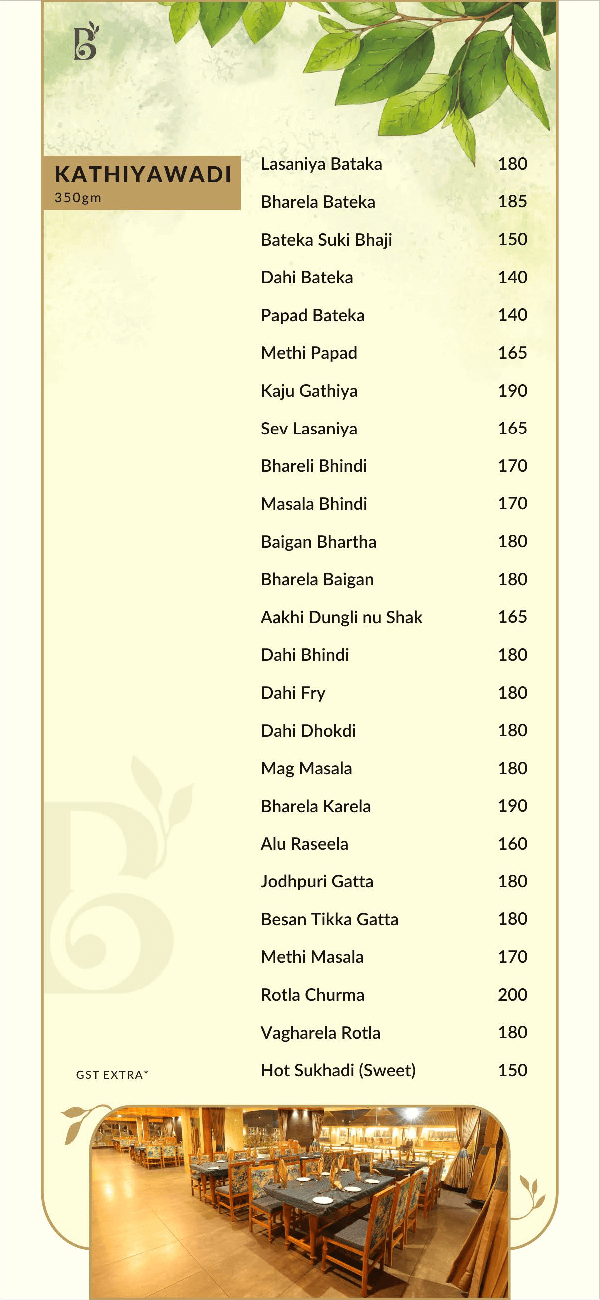 B
KATHIYAWADI
350gm
Lasaniya Bataka 180
Bharela Bateka 185
Bateka Suki Bhaji 150
Dahi Bateka 140
Papad Bateka 140
Methi Papad 165
Kaju Gathiya 190
Sev Lasaniya 165
Bhareli Bhindi 170
Masala Bhindi 170
Baigan Bhartha 180
Bharela Baigan 180
Aakhi Dungli nu Shak 165
Dahi Bhindi 180
Dahi Fry 180
Dahi Dhokdi 180
Mag Masala 180
Bharela Karela 190
Alu Raseela 160
Jodhpuri Gatta 180
Besan Tikka Gatta 180
Methi Masala 170
Rotla Churma 200
Vagharela Rotla 180
Hot Sukhadi (Sweet) 150
B
GST EXTRA*